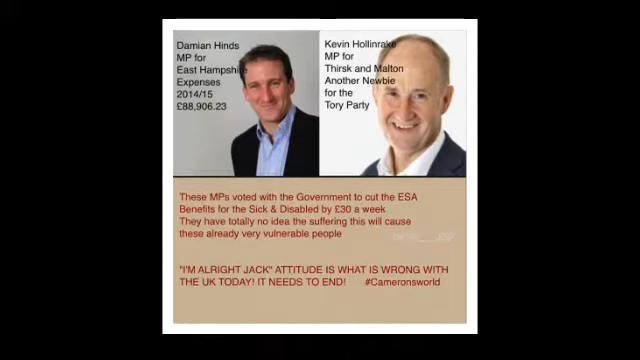 Damian Hinds
MP for
East Hampshire
Expenses
2014/15
£88,906.23
Kevin Hollinrake
MP for
Thirsk and Malton
Another Newbie
for the
Tory Party
These MPs voted with the Government to cut the ESA
Benefits for the Sick & Disabled by £30 a week
They have totally no idea the suffering this will cause
these already very vulnerable people
"I'M ALRIGHT JACK" ATTITUDE IS WHAT IS WRONG WITH
THE UK TODAY! IT NEEDS TO END! #Cameronsworld